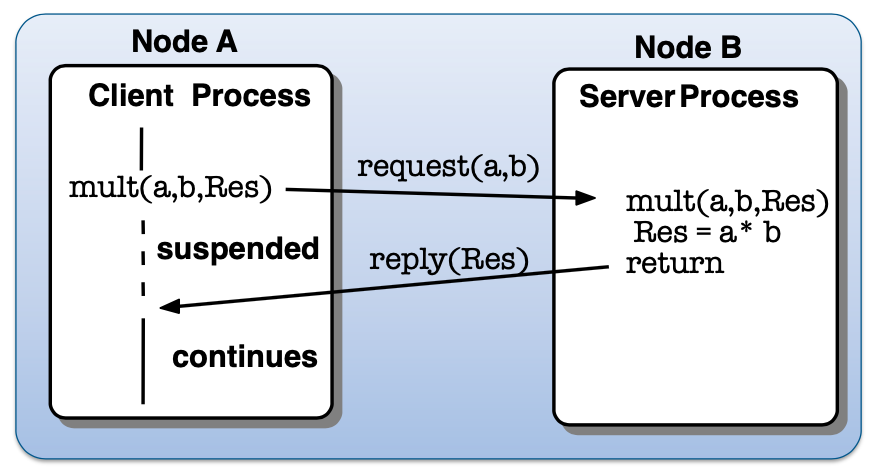 Node A
Node B
Client Process
Server Process
mult(a,b,Res)
request(a,b)
mult(a,b,Res)
Res = a* b
return
suspended
reply(Res)
continues